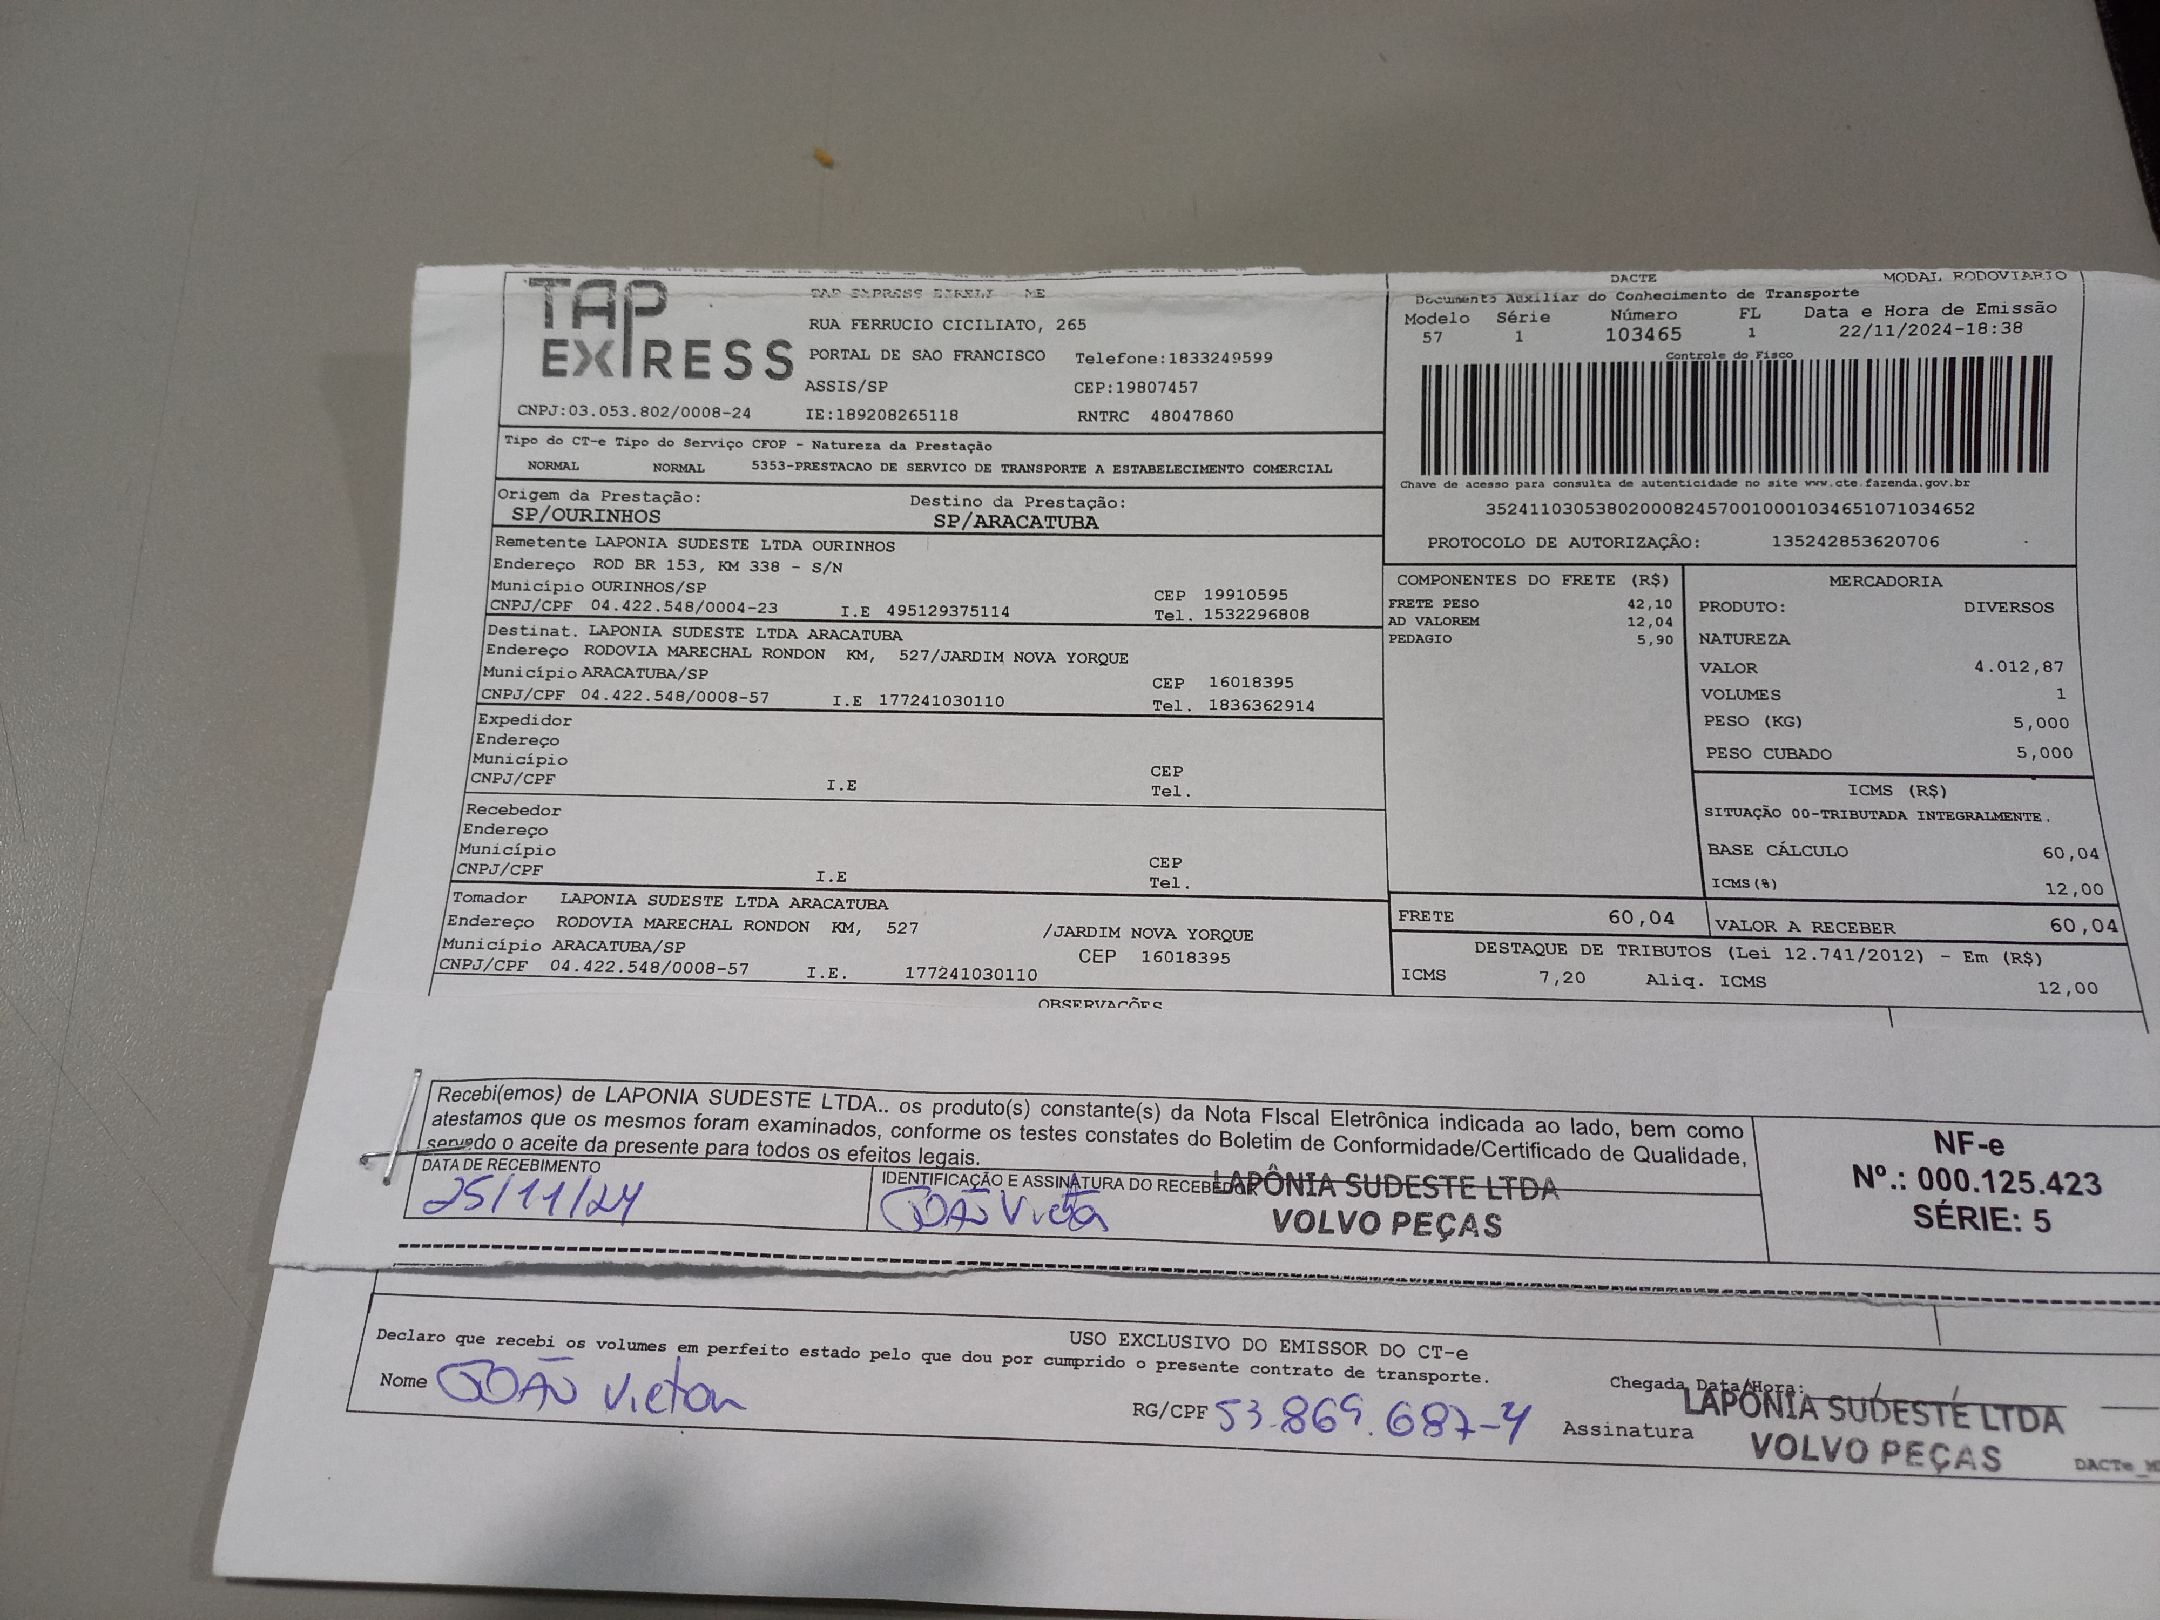 TAP EXPRESS
TAP EXPRESS EIRELI ME
RUA FERRUCIO CICILIATO, 265
PORTAL DE SAO FRANCISCO Telefone:1833249599
ASSIS/SP CEP:19807457
CNPJ:03.053.802/0008-24 IE:189208265118 RNTRC 48047860
DACTE MODAL RODOVIARIO
Documento Auxiliar do Conhecimento de Transporte
Modelo Série Número FL Data e Hora de Emissão
57 1 103465 1 22/11/2024-18:38
Controle do Fisco
Chave de acesso para consulta de autenticidade no site www.cte.fazenda.gov.br
35241103053802000824570010001034651071034652
PROTOCOLO DE AUTORIZAÇÃO: 135242853620706
Tipo do CT-e Tipo do Serviço CFOP - Natureza da Prestação
NORMAL NORMAL 5353-PRESTACAO DE SERVICO DE TRANSPORTE A ESTABELECIMENTO COMERCIAL
Origem da Prestação: Destino da Prestação:
SP/OURINHOS SP/ARACATUBA
Remetente LAPONIA SUDESTE LTDA OURINHOS
Endereço ROD BR 153, KM 338 - S/N
Município OURINHOS/SP CEP 19910595
CNPJ/CPF 04.422.548/0004-23 I.E 495129375114 Tel. 1532296808
Destinat. LAPONIA SUDESTE LTDA ARACATUBA
Endereço RODOVIA MARECHAL RONDON KM, 527/JARDIM NOVA YORQUE
Município ARACATUBA/SP CEP 16018395
CNPJ/CPF 04.422.548/0008-57 I.E 177241030110 Tel. 1836362914
Expedidor
Endereço
Município CEP
CNPJ/CPF I.E Tel.
Recebedor
Endereço
Município CEP
CNPJ/CPF I.E Tel.
Tomador LAPONIA SUDESTE LTDA ARACATUBA
Endereço RODOVIA MARECHAL RONDON KM, 527 /JARDIM NOVA YORQUE
Município ARACATUBA/SP CEP 16018395
CNPJ/CPF 04.422.548/0008-57 I.E. 177241030110
COMPONENTES DO FRETE (R$)
FRETE PESO 42,10
AD VALOREM 12,04
PEDAGIO 5,90
MERCADORIA
PRODUTO: DIVERSOS
NATUREZA
VALOR 4.012,87
VOLUMES 1
PESO (KG) 5,000
PESO CUBADO 5,000
ICMS (R$)
SITUAÇÃO 00-TRIBUTADA INTEGRALMENTE.
BASE CÁLCULO 60,04
ICMS(%) 12,00
FRETE 60,04 VALOR A RECEBER 60,04
DESTAQUE DE TRIBUTOS (Lei 12.741/2012) - Em (R$)
ICMS 7,20 Aliq. ICMS 12,00
OBSERVAÇÕES
Recebi(emos) de LAPONIA SUDESTE LTDA.. os produto(s) constante(s) da Nota FIscal Eletrônica indicada ao lado, bem como
atestamos que os mesmos foram examinados, conforme os testes constates do Boletim de Conformidade/Certificado de Qualidade,
servedo o aceite da presente para todos os efeitos legais.
DATA DE RECEBIMENTO IDENTIFICAÇÃO E ASSINATURA DO RECEBEDOR
25/11/24 JOÃO Victor
LAPÔNIA SUDESTE LTDA
VOLVO PEÇAS
NF-e
Nº.: 000.125.423
SÉRIE: 5
USO EXCLUSIVO DO EMISSOR DO CT-e
Declaro que recebi os volumes em perfeito estado pelo que dou por cumprido o presente contrato de transporte.
Nome JOÃO Victor RG/CPF 53.869.687-4 Chegada Data/Hora: / /
Assinatura
LAPÔNIA SUDESTE LTDA
VOLVO PEÇAS